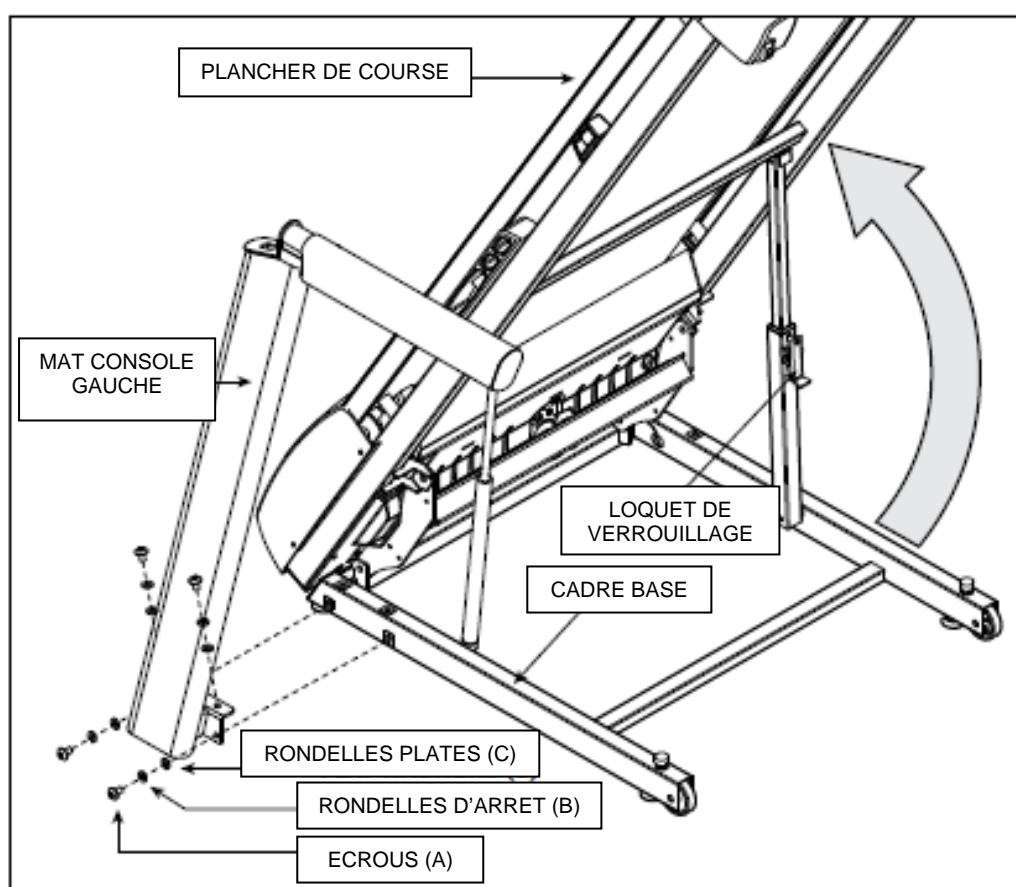 PLANCHER DE COURSE
MAT CONSOLE
GAUCHE
LOQUET DE
VERROUILLAGE
CADRE BASE
RONDELLES PLATES (C)
RONDELLES D'ARRET (B)
ECROUS (A)